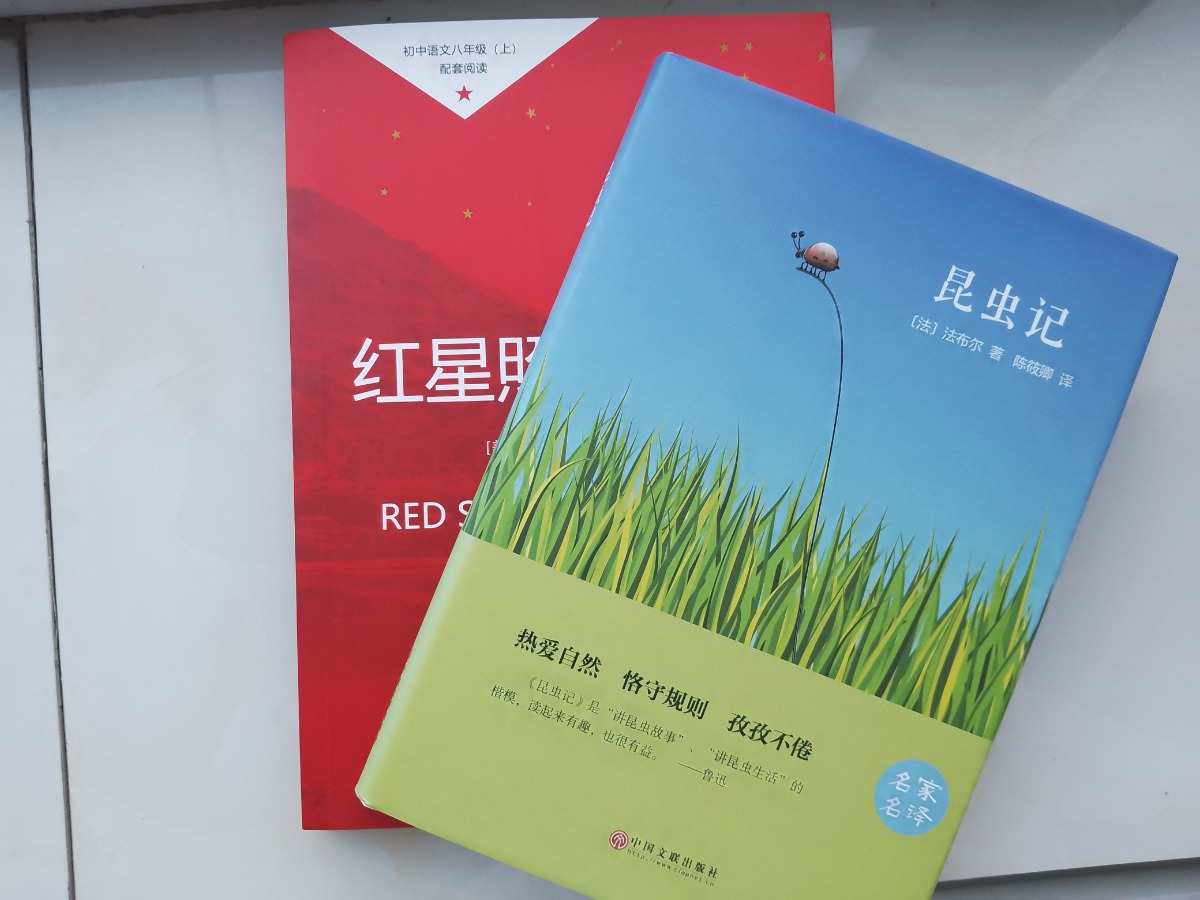 初中语文八年级（上）
配套阅读
红星照
RED S
昆虫记
〔法〕法布尔 著 陈筱卿 译
热爱自然 恪守规则 孜孜不倦
《昆虫记》是“讲昆虫故事”、“讲昆虫生活”的
楷模，读起来有趣，也很有益。 ——鲁迅
名家
名译
中国文联出版社
http://www.clapnet.cn